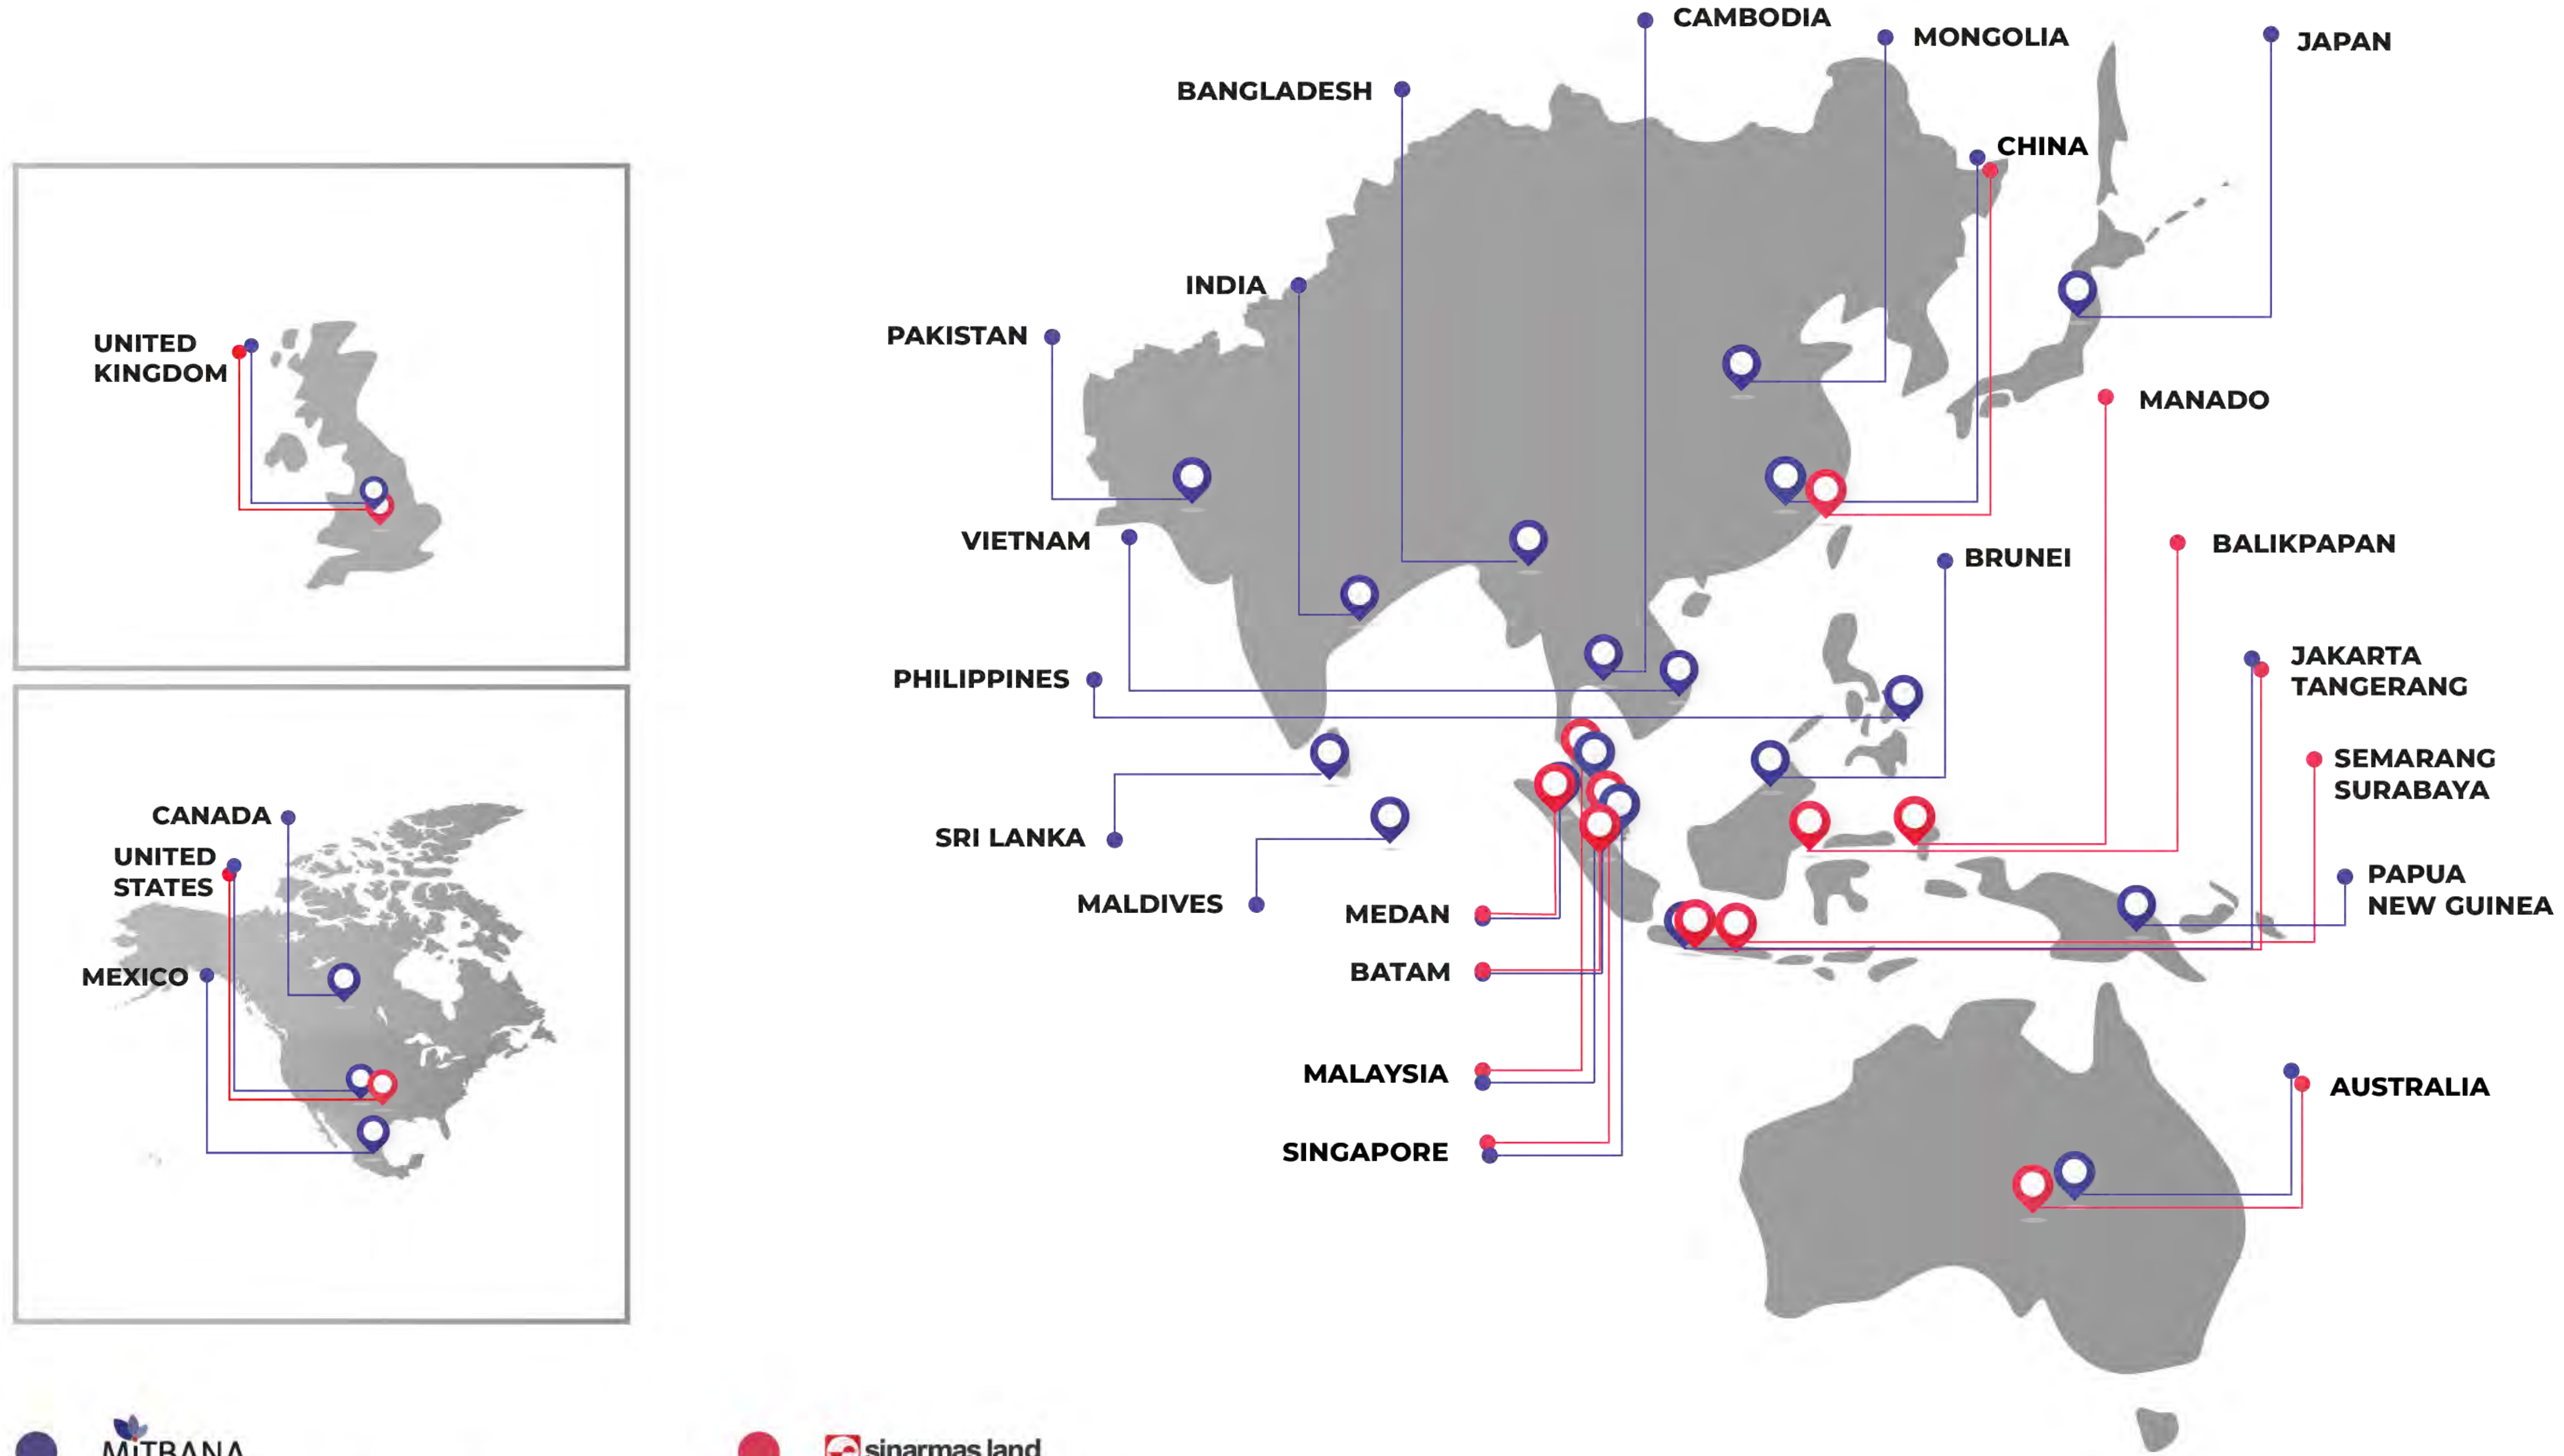 CAMBODIA
MONGOLIA
JAPAN
BANGLADESH
CHINA
INDIA
PAKISTAN
UNITED
KINGDOM
MANADO
VIETNAM
BALIKPAPAN
BRUNEI
PHILIPPINES
JAKARTA
TANGERANG
SEMARANG
SURABAYA
SRI LANKA
MALDIVES
CANADA
UNITED
STATES
MEXICO
MEDAN
BATAM
PAPUA
NEW GUINEA
MALAYSIA
SINGAPORE
AUSTRALIA
MiTBANA
sinarmas land